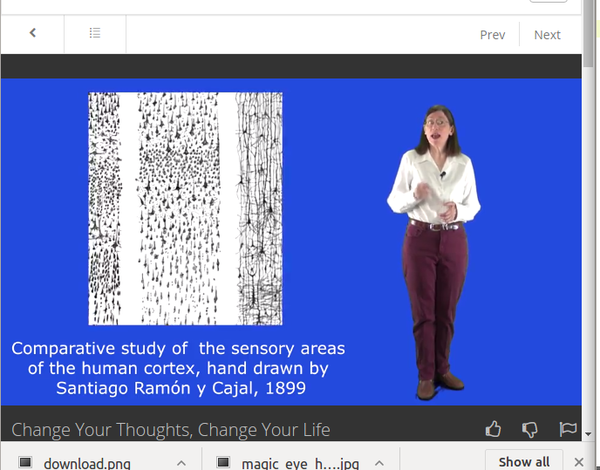 Prev Next
Comparative study of the sensory areas
of the human cortex, hand drawn by
Santiago Ramón y Cajal, 1899
Change Your Thoughts, Change Your Life
download.png magic_eye_h....jpg Show all